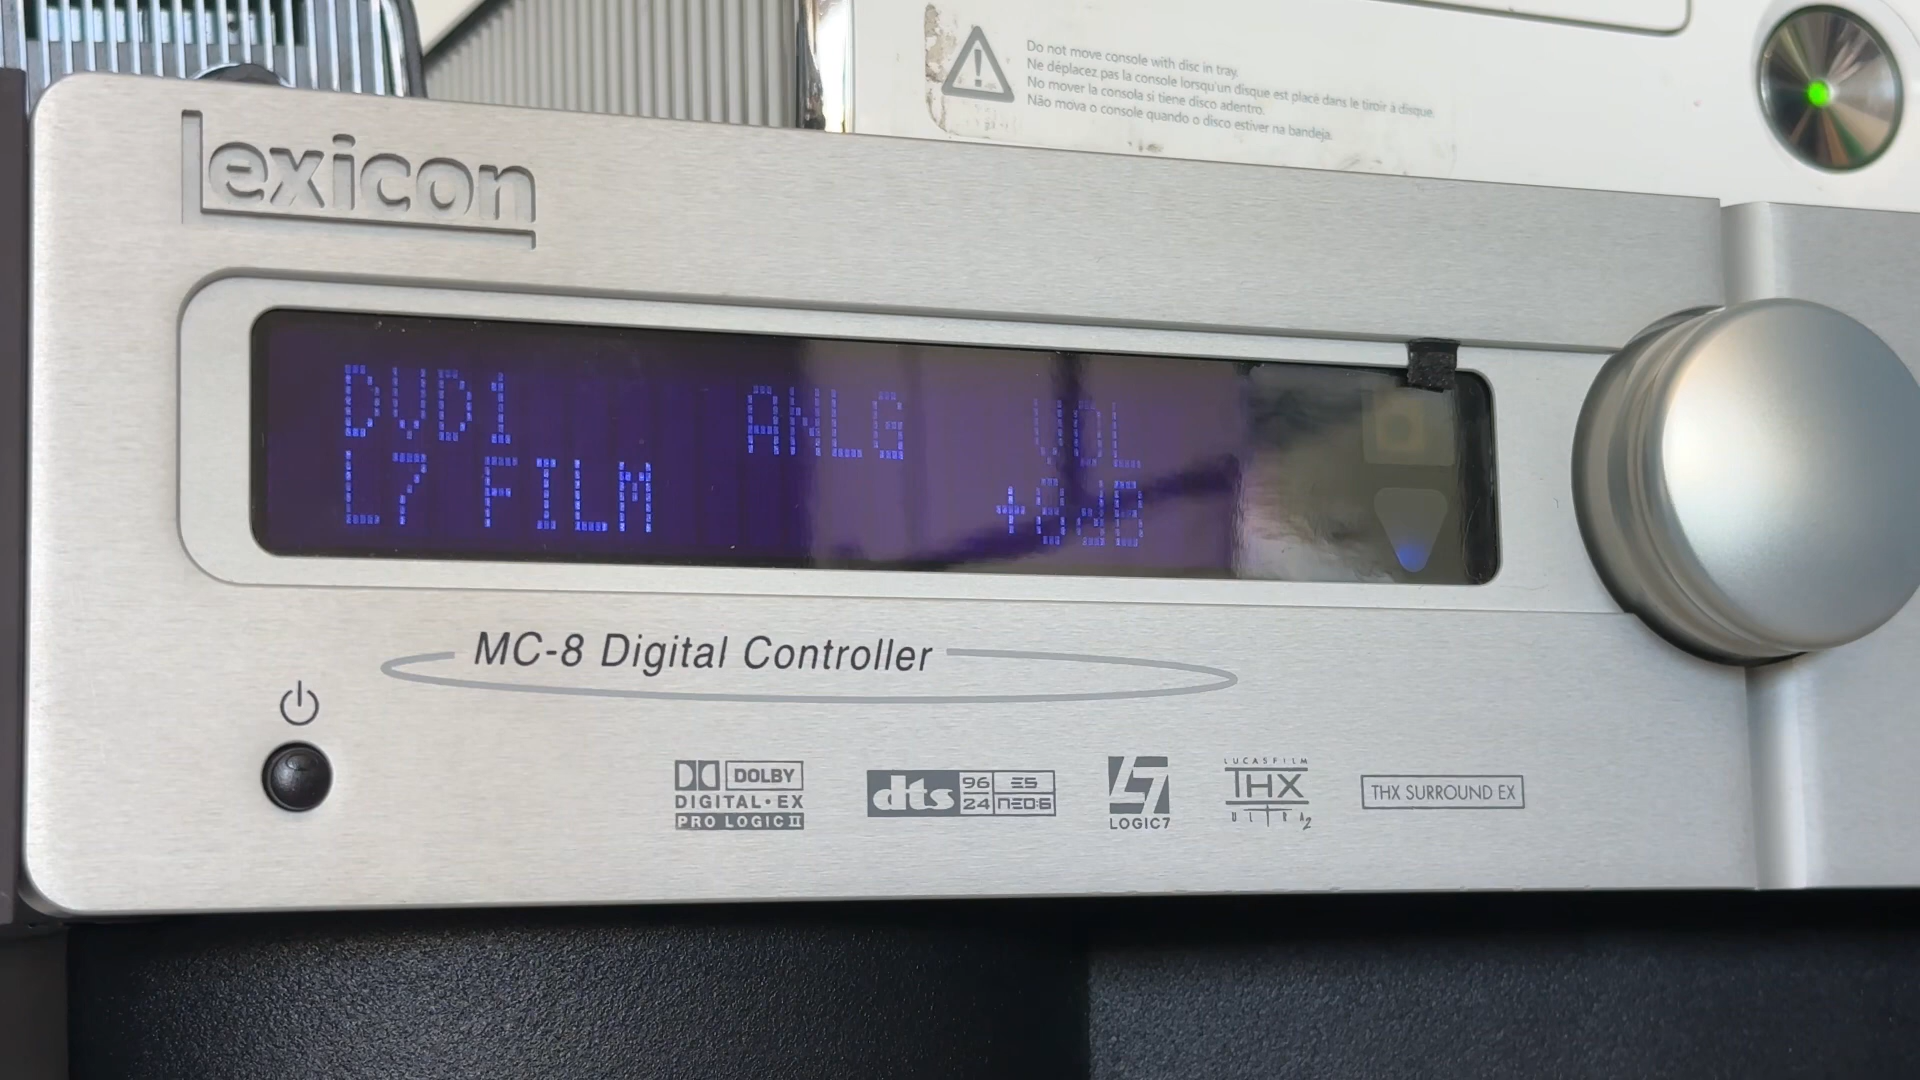 Do not move console with disc in tray.
Ne déplacez pas la console lorsqu'un disque est placé dans le tiroir à disque.
No mover la consola si tiene disco adentro.
Não mova o console quando o disco estiver na bandeja.
Lexicon
DVD1 ANLG VOL
L7 FILM +0dB
MC-8 Digital Controller
DOLBY
DIGITAL·EX
PRO LOGIC II
dts 96 24 ES NEO:6
L7
LOGIC7
LUCASFILM
THX
ULTRA2
THX SURROUND EX